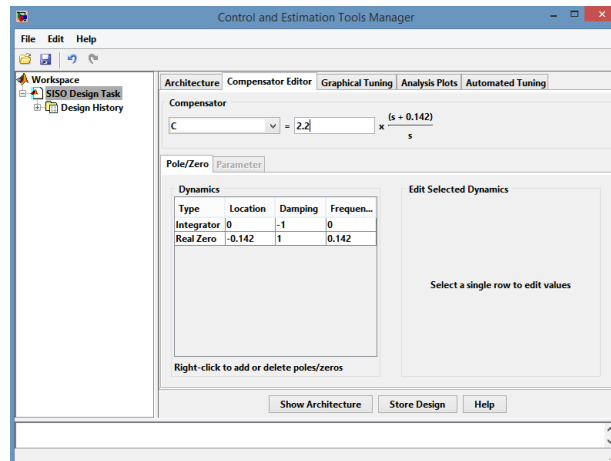 Control and Estimation Tools Manager
File Edit Help
Workspace
SISO Design Task
Design History
Architecture Compensator Editor Graphical Tuning Analysis Plots Automated Tuning
Compensator
C = 2.2 x (s + 0.142)
s
Pole/Zero Parameter
Dynamics
Type Location Damping Frequen...
Integrator 0 -1 0
Real Zero -0.142 1 0.142
Right-click to add or delete poles/zeros
Edit Selected Dynamics
Select a single row to edit values
Show Architecture Store Design Help